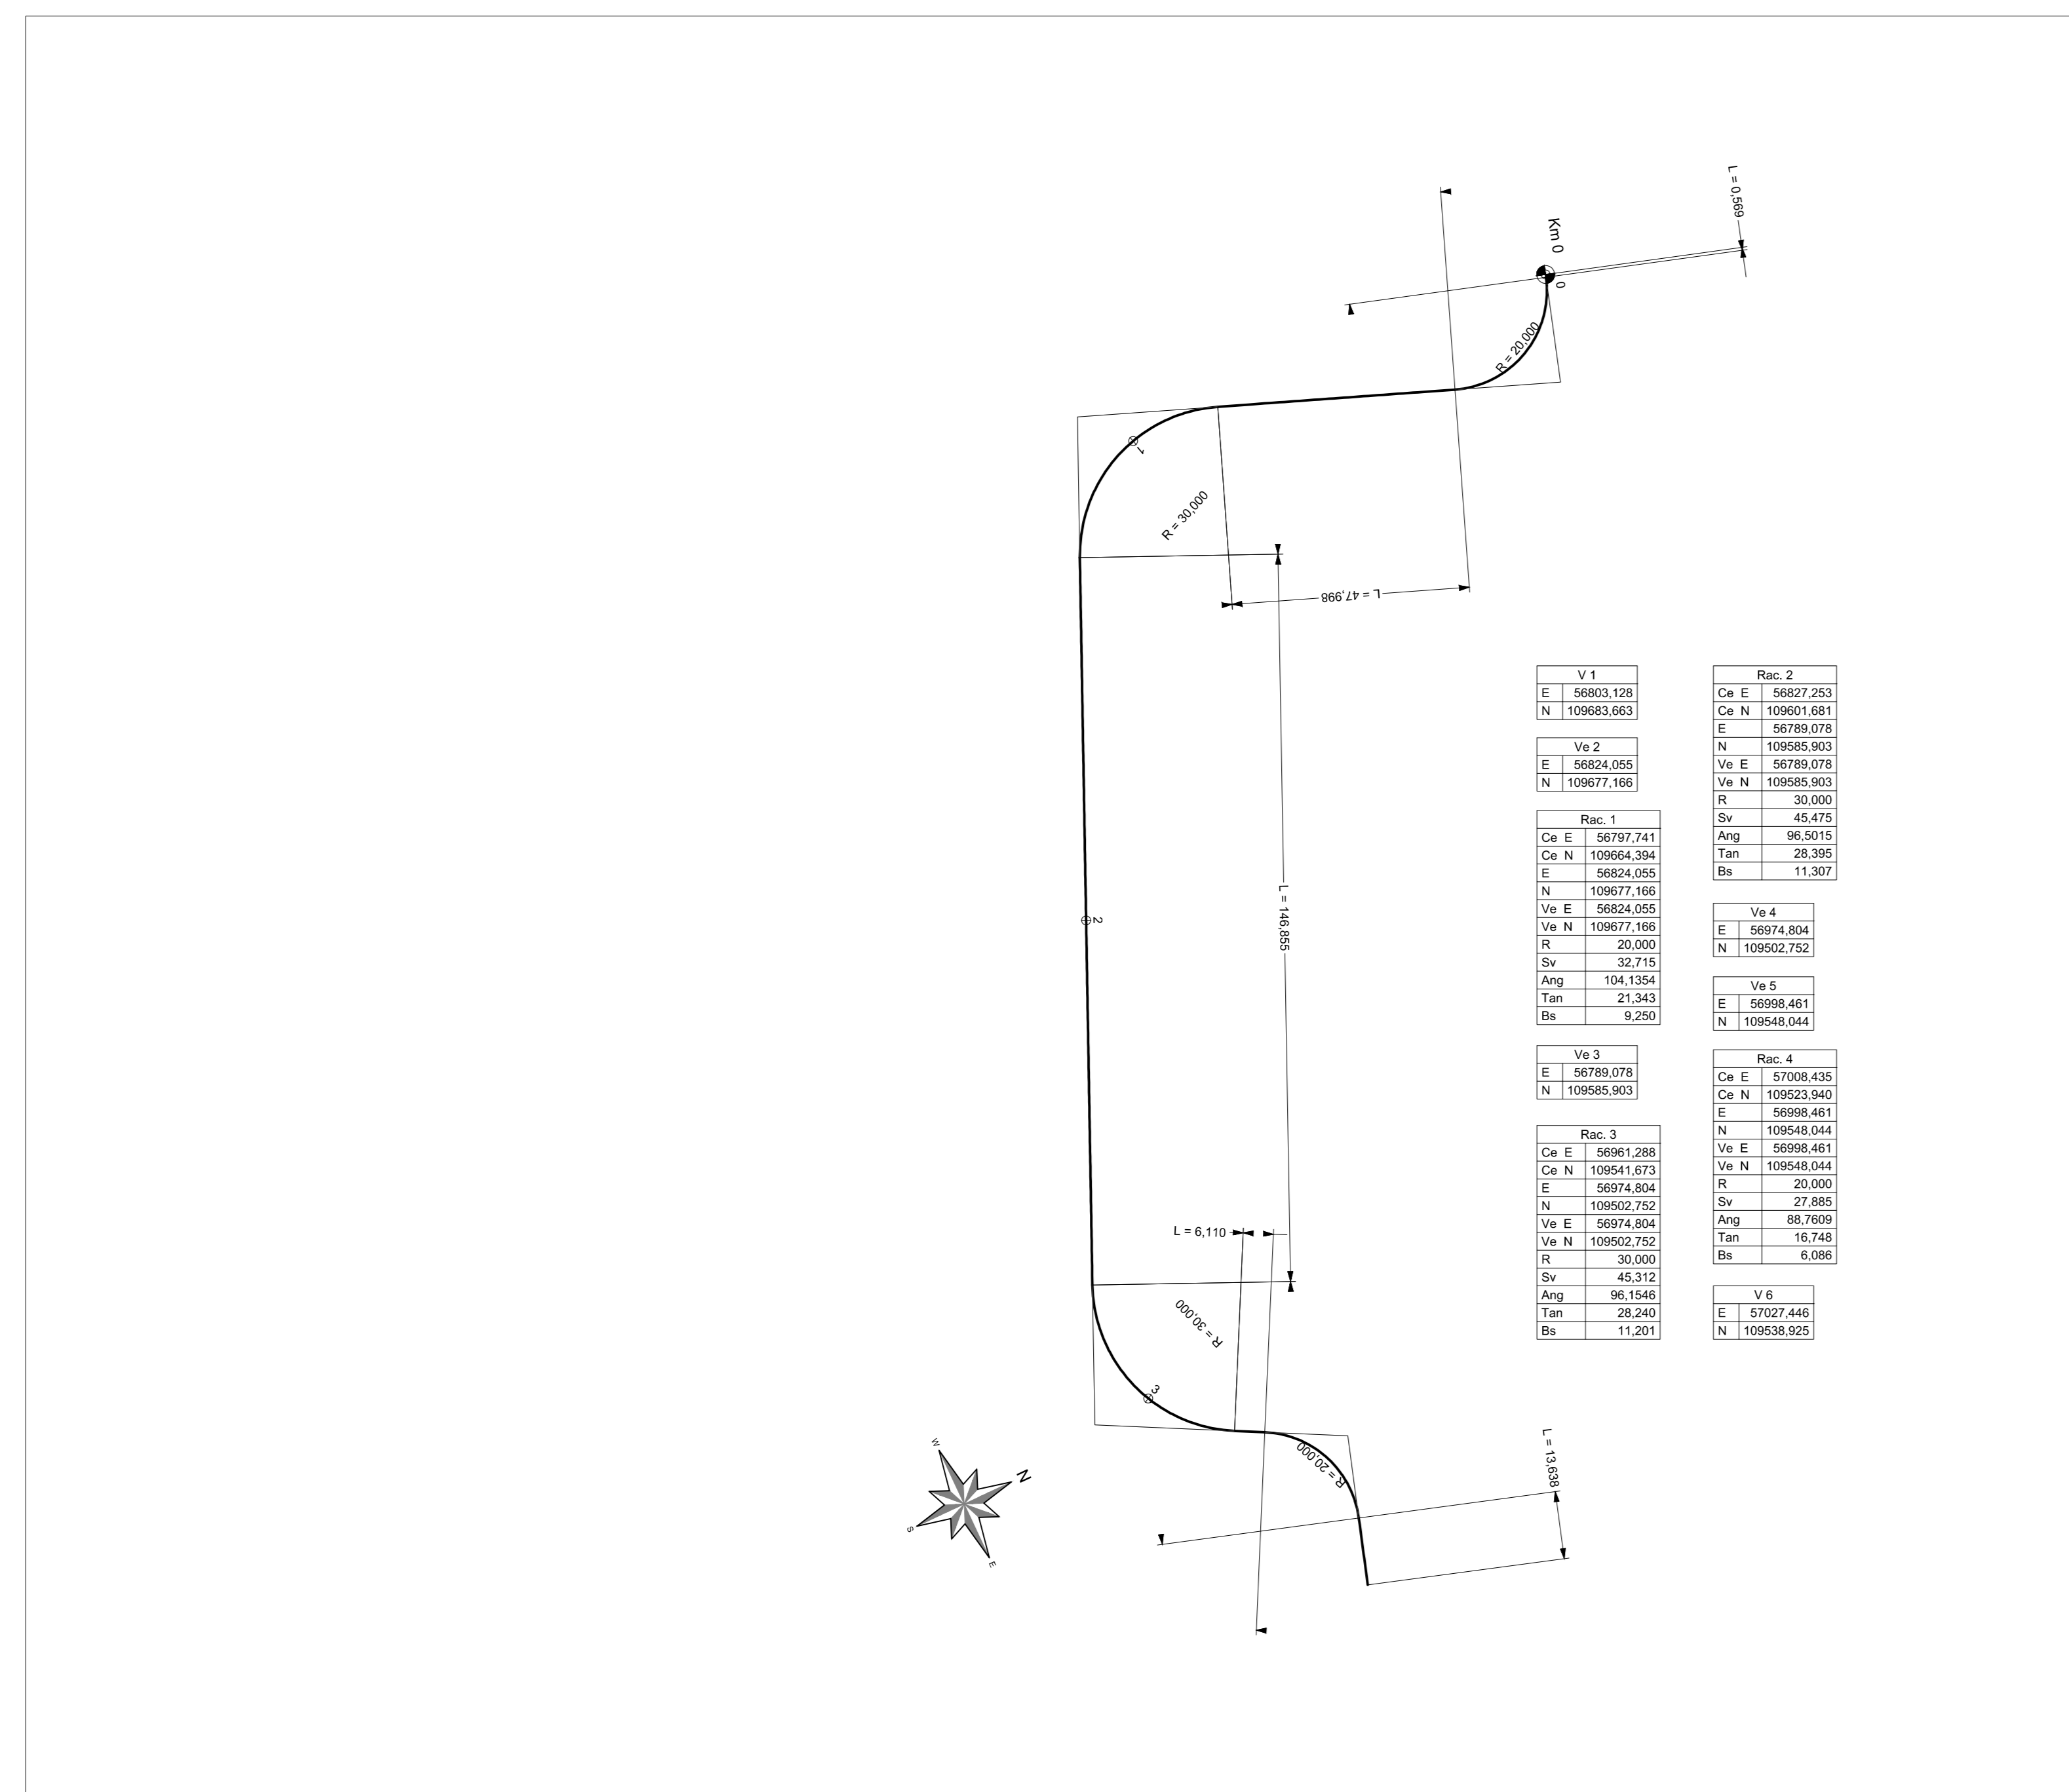 L = 0,569
Km 0
0
R = 20,000
1
R = 30,000
L = 47,998
L = 146,855
2
L = 6,110
R = 30,000
3
R = 20,000
L = 13,638
W
N
S
E
V 1
E 56803,128
N 109683,663
Ve 2
E 56824,055
N 109677,166
Rac. 1
Ce E 56797,741
Ce N 109664,394
E 56824,055
N 109677,166
Ve E 56824,055
Ve N 109677,166
R 20,000
Sv 32,715
Ang 104,1354
Tan 21,343
Bs 9,250
Ve 3
E 56789,078
N 109585,903
Rac. 3
Ce E 56961,288
Ce N 109541,673
E 56974,804
N 109502,752
Ve E 56974,804
Ve N 109502,752
R 30,000
Sv 45,312
Ang 96,1546
Tan 28,240
Bs 11,201
Rac. 2
Ce E 56827,253
Ce N 109601,681
E 56789,078
N 109585,903
Ve E 56789,078
Ve N 109585,903
R 30,000
Sv 45,475
Ang 96,5015
Tan 28,395
Bs 11,307
Ve 4
E 56974,804
N 109502,752
Ve 5
E 56998,461
N 109548,044
Rac. 4
Ce E 57008,435
Ce N 109523,940
E 56998,461
N 109548,044
Ve E 56998,461
Ve N 109548,044
R 20,000
Sv 27,885
Ang 88,7609
Tan 16,748
Bs 6,086
V 6
E 57027,446
N 109538,925